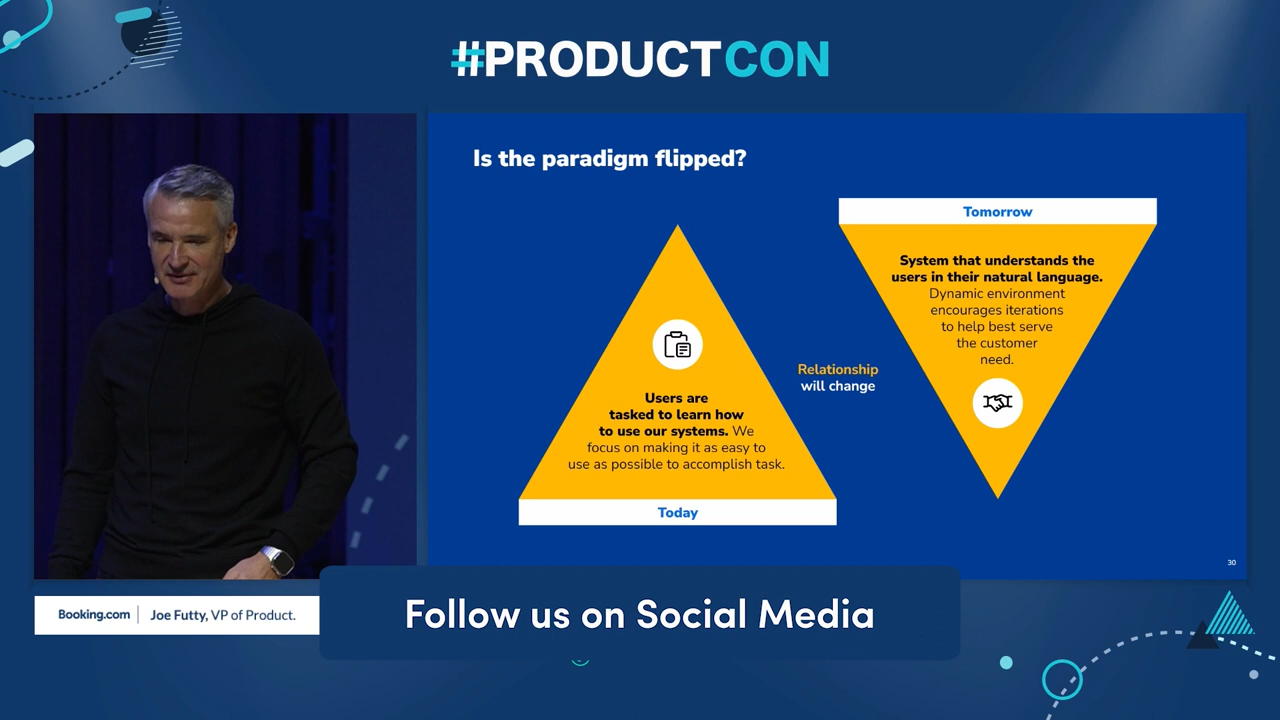 #PRODUCTCON
Is the paradigm flipped?
Users are
tasked to learn how
to use our systems. We
focus on making it as easy to
use as possible to accomplish task.
Today
Relationship
will change
Tomorrow
System that understands the
users in their natural language.
Dynamic environment
encourages iterations
to help best serve
the customer
need.
30
Booking.com
Joe Futty, VP of Product.
Follow us on Social Media